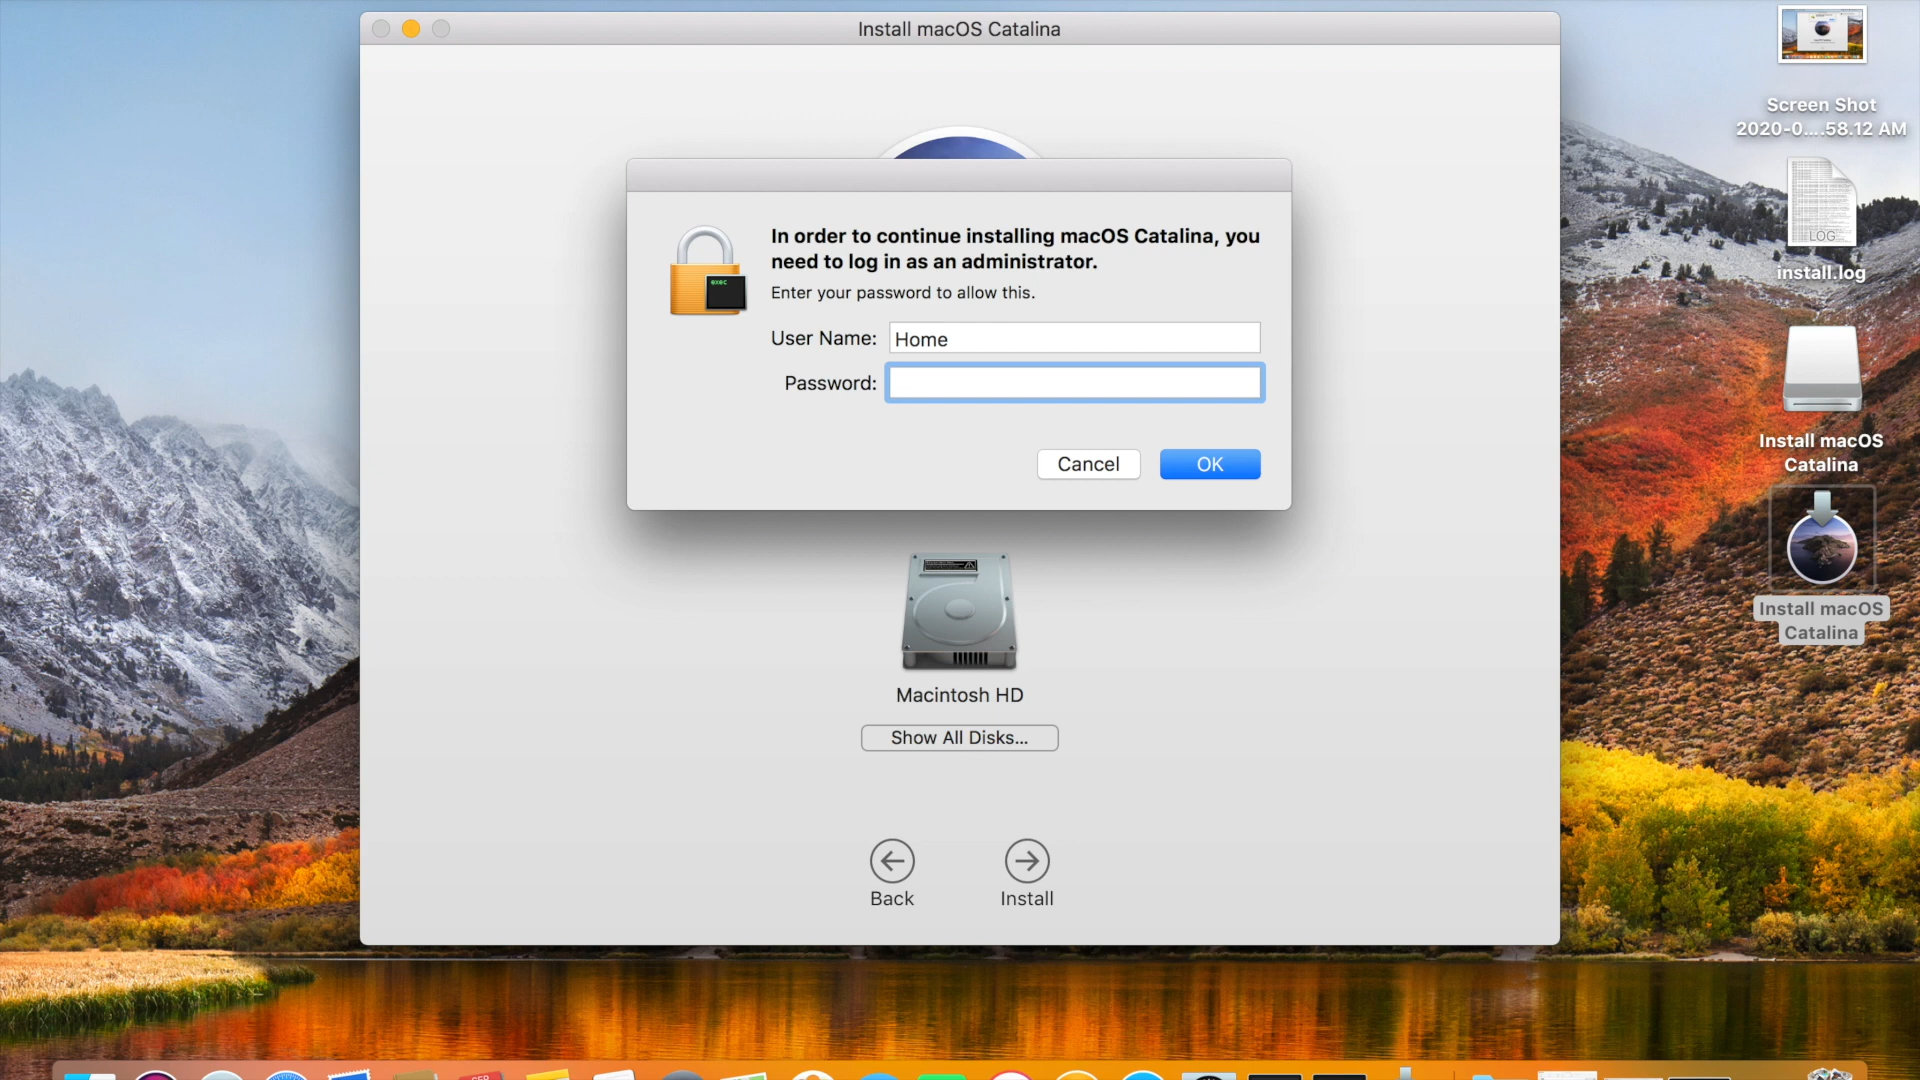 Install macOS Catalina
In order to continue installing macOS Catalina, you
need to log in as an administrator.
Enter your password to allow this.
User Name: Home
Password:
Cancel
OK
exec
Macintosh HD
Show All Disks...
Back
Install
Screen Shot
2020-0....58.12 AM
LOG
install.log
Install macOS
Catalina
Install macOS
Catalina
SEP